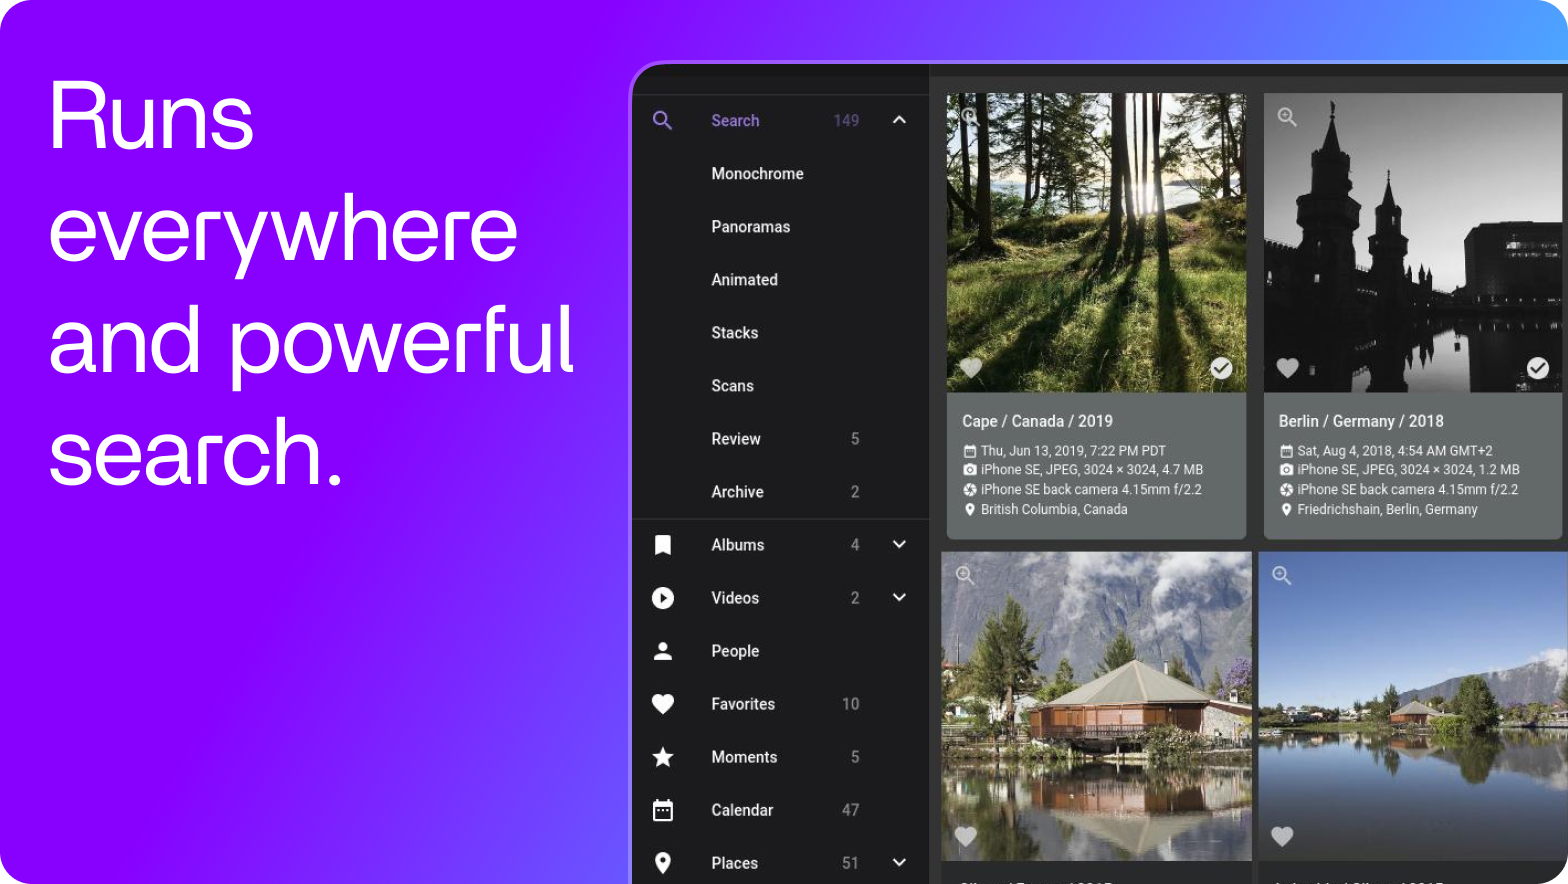 Runs
everywhere
and powerful
search.
Search 149
Monochrome
Panoramas
Animated
Stacks
Scans
Review 5
Archive 2
Albums 4
Videos 2
People
Favorites 10
Moments 5
Calendar 47
Places 51
Cape / Canada / 2019
Thu, Jun 13, 2019, 7:22 PM PDT
iPhone SE, JPEG, 3024 × 3024, 4.7 MB
iPhone SE back camera 4.15mm f/2.2
British Columbia, Canada
Berlin / Germany / 2018
Sat, Aug 4, 2018, 4:54 AM GMT+2
iPhone SE, JPEG, 3024 × 3024, 1.2 MB
iPhone SE back camera 4.15mm f/2.2
Friedrichshain, Berlin, Germany